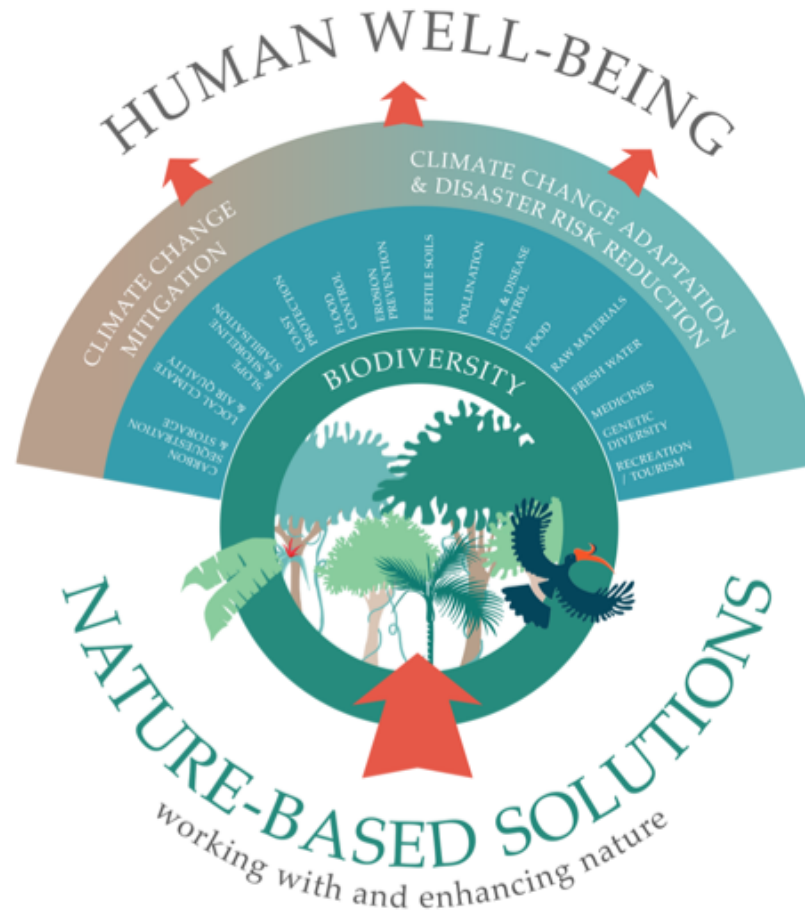 HUMAN WELL-BEING
CLIMATE CHANGE
MITIGATION
CLIMATE CHANGE ADAPTATION
& DISASTER RISK REDUCTION
CARBON
SEQUESTRATION
& STORAGE
LOCAL CLIMATE
& AIR QUALITY
SLOPE
& SHORELINE
STABILISATION
COAST
PROTECTION
FLOOD
CONTROL
EROSION
PREVENTION
FERTILE SOILS
POLLINATION
PEST & DISEASE
CONTROL
FOOD
RAW MATERIALS
FRESH WATER
MEDICINES
GENETIC
DIVERSITY
RECREATION
/ TOURISM
BIODIVERSITY
NATURE-BASED SOLUTIONS
working with and enhancing nature